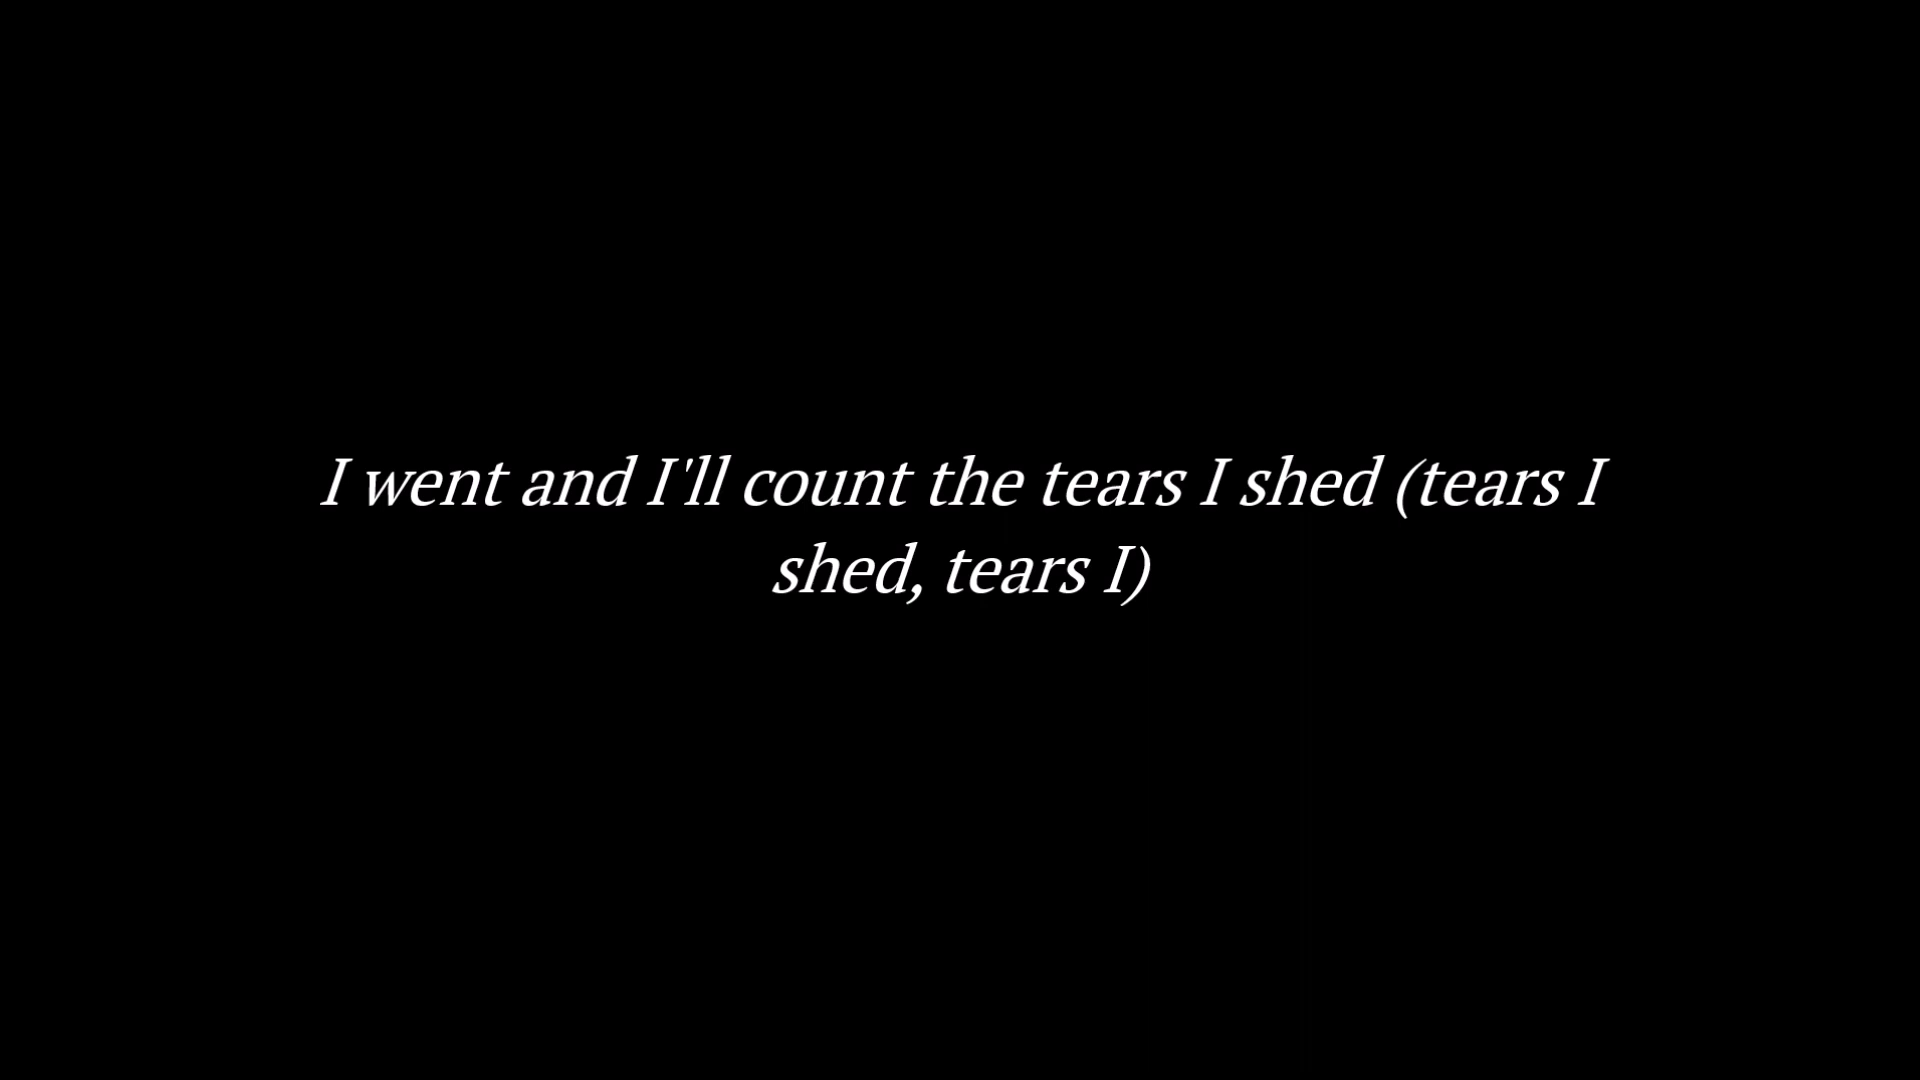 I went and I'll count the tears I shed (tears I
shed, tears I)